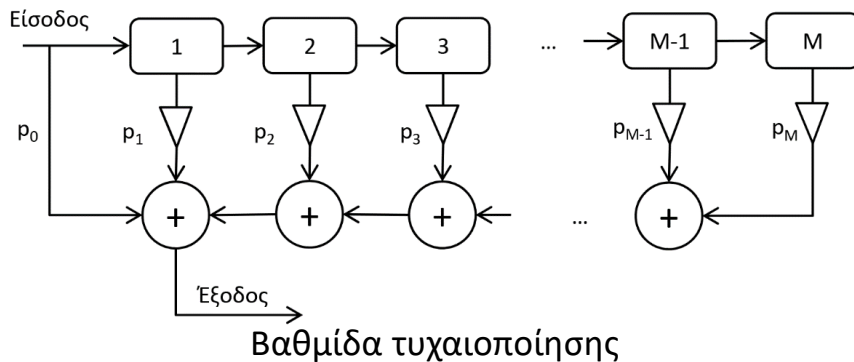 Είσοδος
1 2 3 ... M-1 M
p0 p1 p2 p3 pM-1 pM
+ + + ... +
Έξοδος
Βαθμίδα τυχαιοποίησης